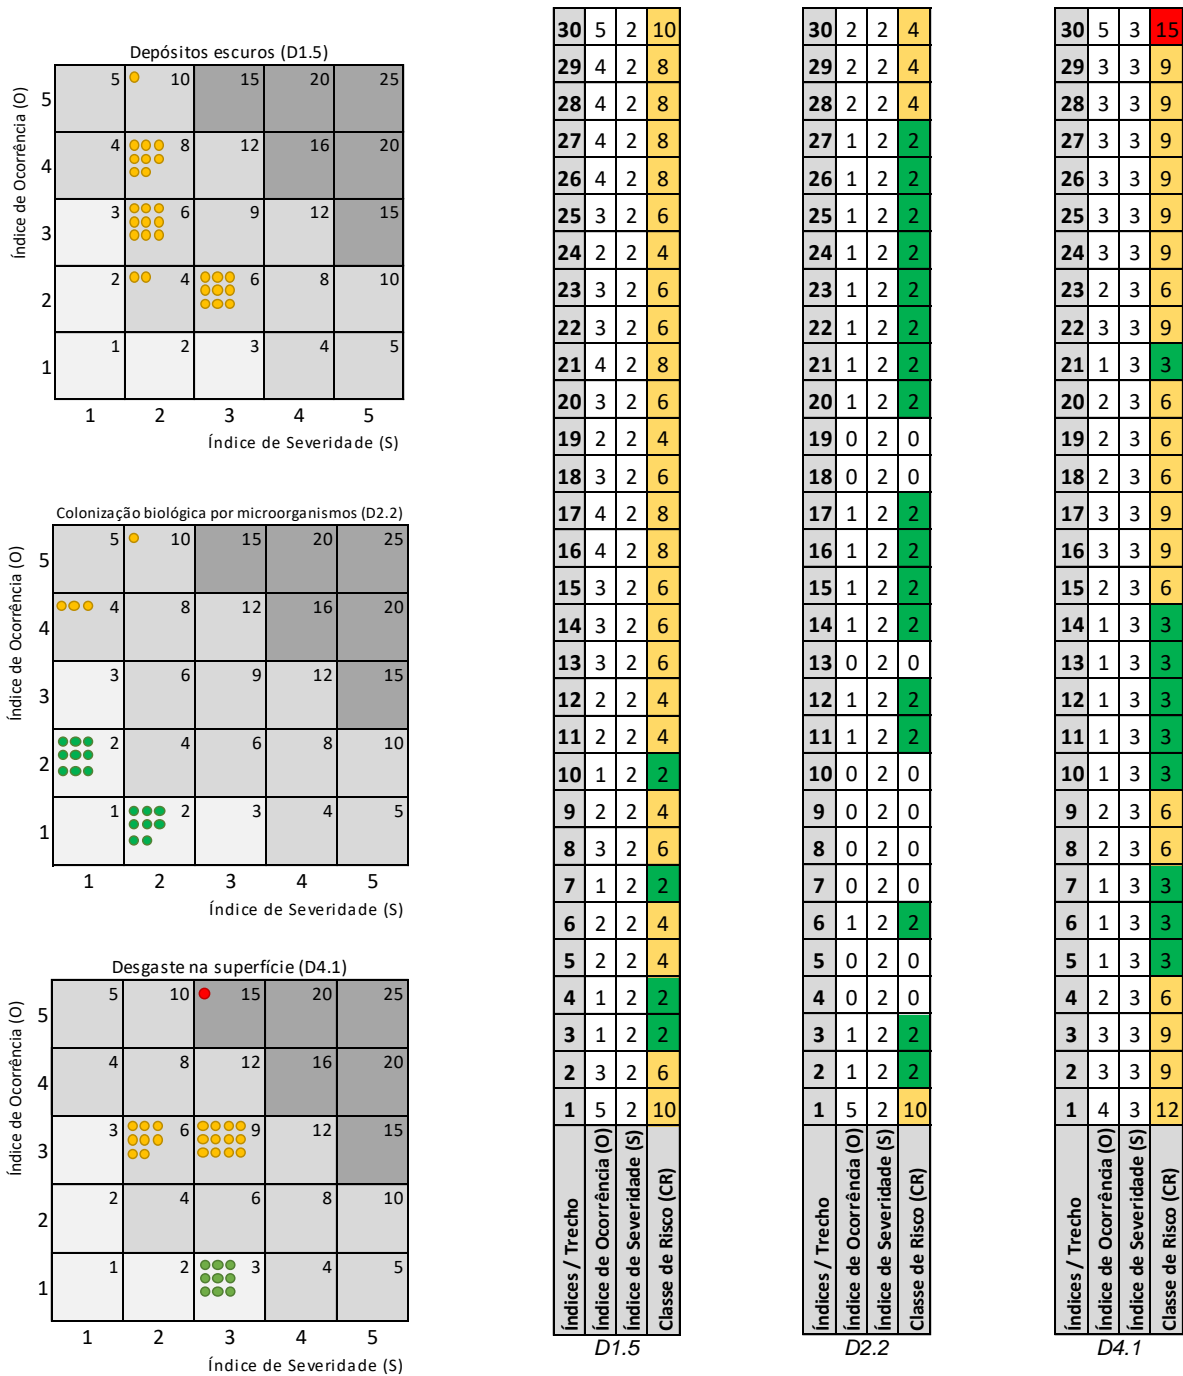 Depósitos escuros (D1.5)
Índice de Ocorrência (O)
5 5 10 15 20 25
4 4 8 12 16 20
3 3 6 9 12 15
2 2 4 6 8 10
1 1 2 3 4 5
1 2 3 4 5
Índice de Severidade (S)
Colonização biológica por microorganismos (D2.2)
Índice de Ocorrência (O)
5 5 10 15 20 25
4 4 8 12 16 20
3 3 6 9 12 15
2 2 4 6 8 10
1 1 2 3 4 5
1 2 3 4 5
Índice de Severidade (S)
Desgaste na superfície (D4.1)
Índice de Ocorrência (O)
5 5 10 15 20 25
4 4 8 12 16 20
3 3 6 9 12 15
2 2 4 6 8 10
1 1 2 3 4 5
1 2 3 4 5
Índice de Severidade (S)
30 5 2 10
29 4 2 8
28 4 2 8
27 4 2 8
26 4 2 8
25 3 2 6
24 2 2 4
23 3 2 6
22 3 2 6
21 4 2 8
20 3 2 6
19 2 2 4
18 3 2 6
17 4 2 8
16 4 2 8
15 3 2 6
14 3 2 6
13 3 2 6
12 2 2 4
11 2 2 4
10 1 2 2
9 2 2 4
8 3 2 6
7 1 2 2
6 2 2 4
5 2 2 4
4 1 2 2
3 1 2 2
2 3 2 6
1 5 2 10
Índices / Trecho
Índice de Ocorrência (O)
Índice de Severidade (S)
Classe de Risco (CR)
D1.5
30 2 2 4
29 2 2 4
28 2 2 4
27 1 2 2
26 1 2 2
25 1 2 2
24 1 2 2
23 1 2 2
22 1 2 2
21 1 2 2
20 1 2 2
19 0 2 0
18 0 2 0
17 1 2 2
16 1 2 2
15 1 2 2
14 1 2 2
13 0 2 0
12 1 2 2
11 1 2 2
10 0 2 0
9 0 2 0
8 0 2 0
7 0 2 0
6 1 2 2
5 0 2 0
4 0 2 0
3 1 2 2
2 1 2 2
1 5 2 10
Índices / Trecho
Índice de Ocorrência (O)
Índice de Severidade (S)
Classe de Risco (CR)
D2.2
30 5 3 15
29 3 3 9
28 3 3 9
27 3 3 9
26 3 3 9
25 3 3 9
24 3 3 9
23 2 3 6
22 3 3 9
21 1 3 3
20 2 3 6
19 2 3 6
18 2 3 6
17 3 3 9
16 3 3 9
15 2 3 6
14 1 3 3
13 1 3 3
12 1 3 3
11 1 3 3
10 1 3 3
9 2 3 6
8 2 3 6
7 1 3 3
6 1 3 3
5 1 3 3
4 2 3 6
3 3 3 9
2 3 3 9
1 4 3 12
Índices / Trecho
Índice de Ocorrência (O)
Índice de Severidade (S)
Classe de Risco (CR)
D4.1